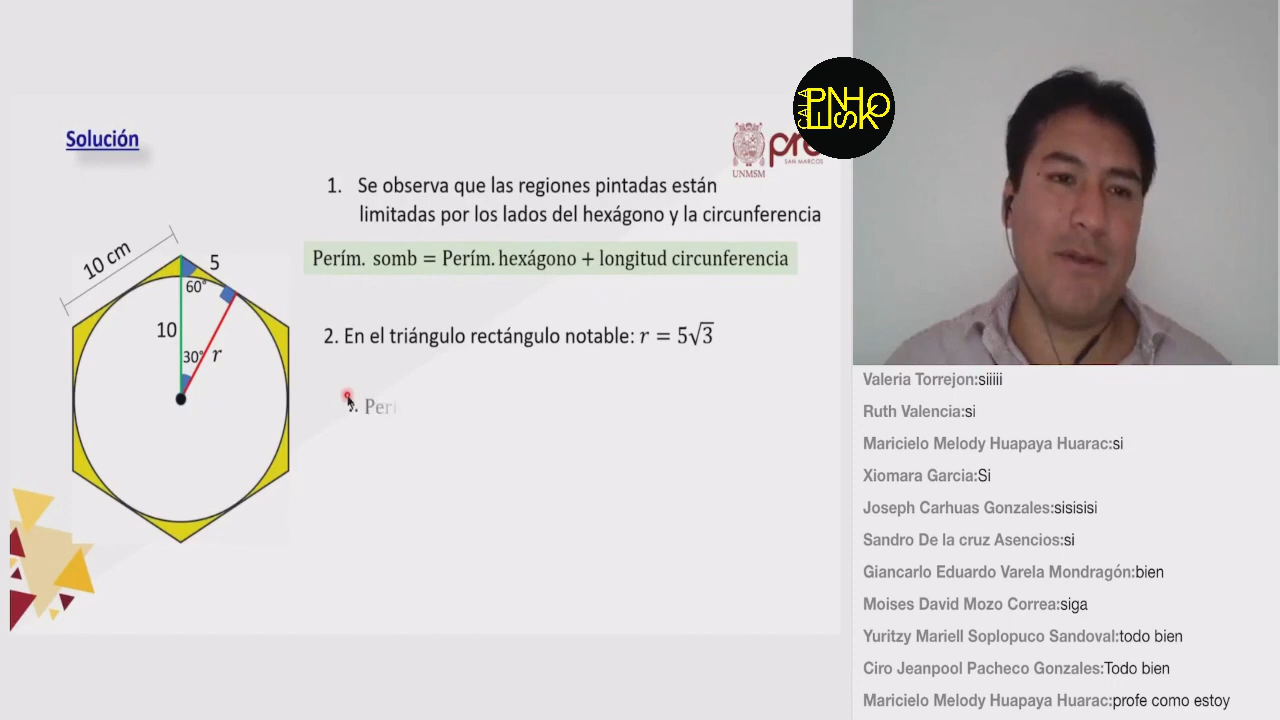 Solución
UNMSM
SAN MARCOS
CALA
PENHSKO
1. Se observa que las regiones pintadas están
limitadas por los lados del hexágono y la circunferencia
Perím. somb = Perím. hexágono + longitud circunferencia
2. En el triángulo rectángulo notable: r = 5√3
Perí
10 cm
5
60°
10
30°
r
Valeria Torrejon:siiiii
Ruth Valencia:si
Maricielo Melody Huapaya Huarac:si
Xiomara Garcia:Si
Joseph Carhuas Gonzales:sisisisi
Sandro De la cruz Asencios:si
Giancarlo Eduardo Varela Mondragón:bien
Moises David Mozo Correa:siga
Yuritzy Mariell Soplopuco Sandoval:todo bien
Ciro Jeanpool Pacheco Gonzales:Todo bien
Maricielo Melody Huapaya Huarac:profe como estoy